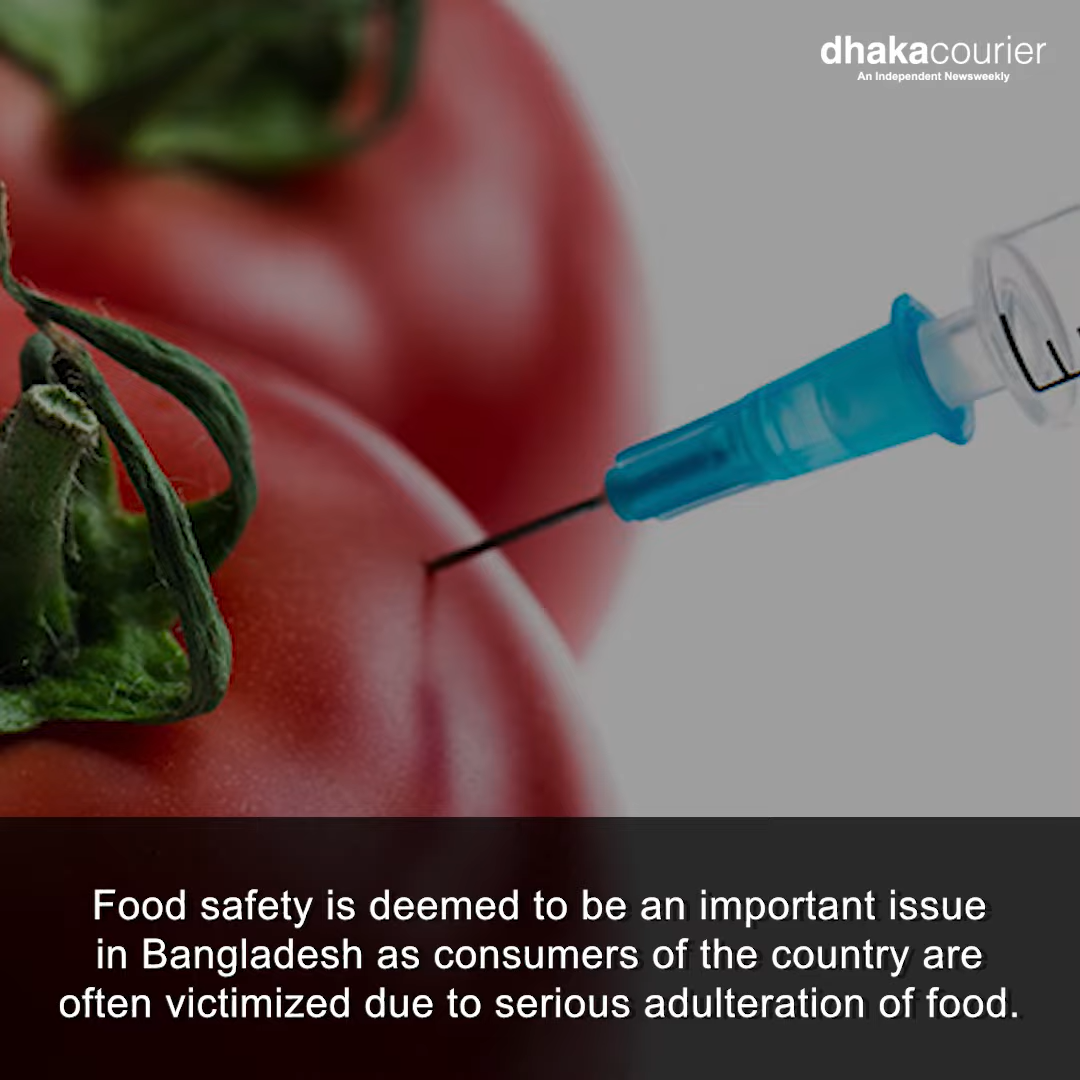 dhakacourier
An Independent Newsweekly
Food safety is deemed to be an important issue
in Bangladesh as consumers of the country are
often victimized due to serious adulteration of food.